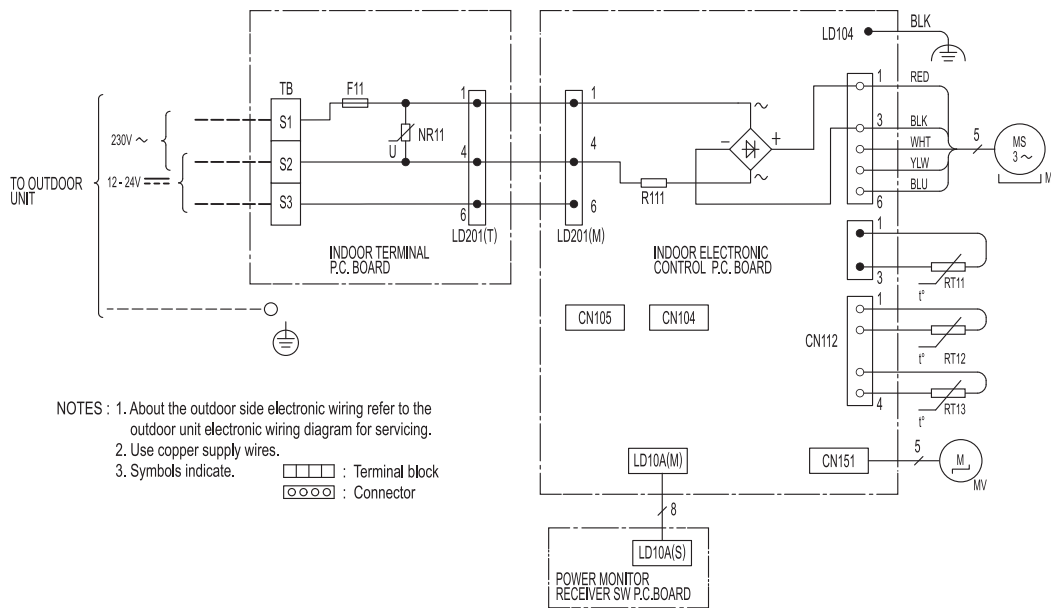 LD104
BLK
TB
F11
1
1
1
RED
S1
230V ~
NR11
U
3
BLK
WHT
YLW
BLU
5
MS
3 ~
M
TO OUTDOOR
UNIT
12 - 24V
S2
4
4
− +
~
~
R111
S3
6
6
6
LD201(T)
LD201(M)
INDOOR TERMINAL
P.C. BOARD
INDOOR ELECTRONIC
CONTROL P.C. BOARD
1
3
t°
RT11
CN105
CN104
CN112
1
t°
RT12
4
t°
RT13
NOTES : 1. About the outdoor side electronic wiring refer to the
outdoor unit electronic wiring diagram for servicing.
2. Use copper supply wires.
3. Symbols indicate.
: Terminal block
: Connector
LD10A(M)
CN151
5
M
MV
8
LD10A(S)
POWER MONITOR
RECEIVER SW P.C.BOARD